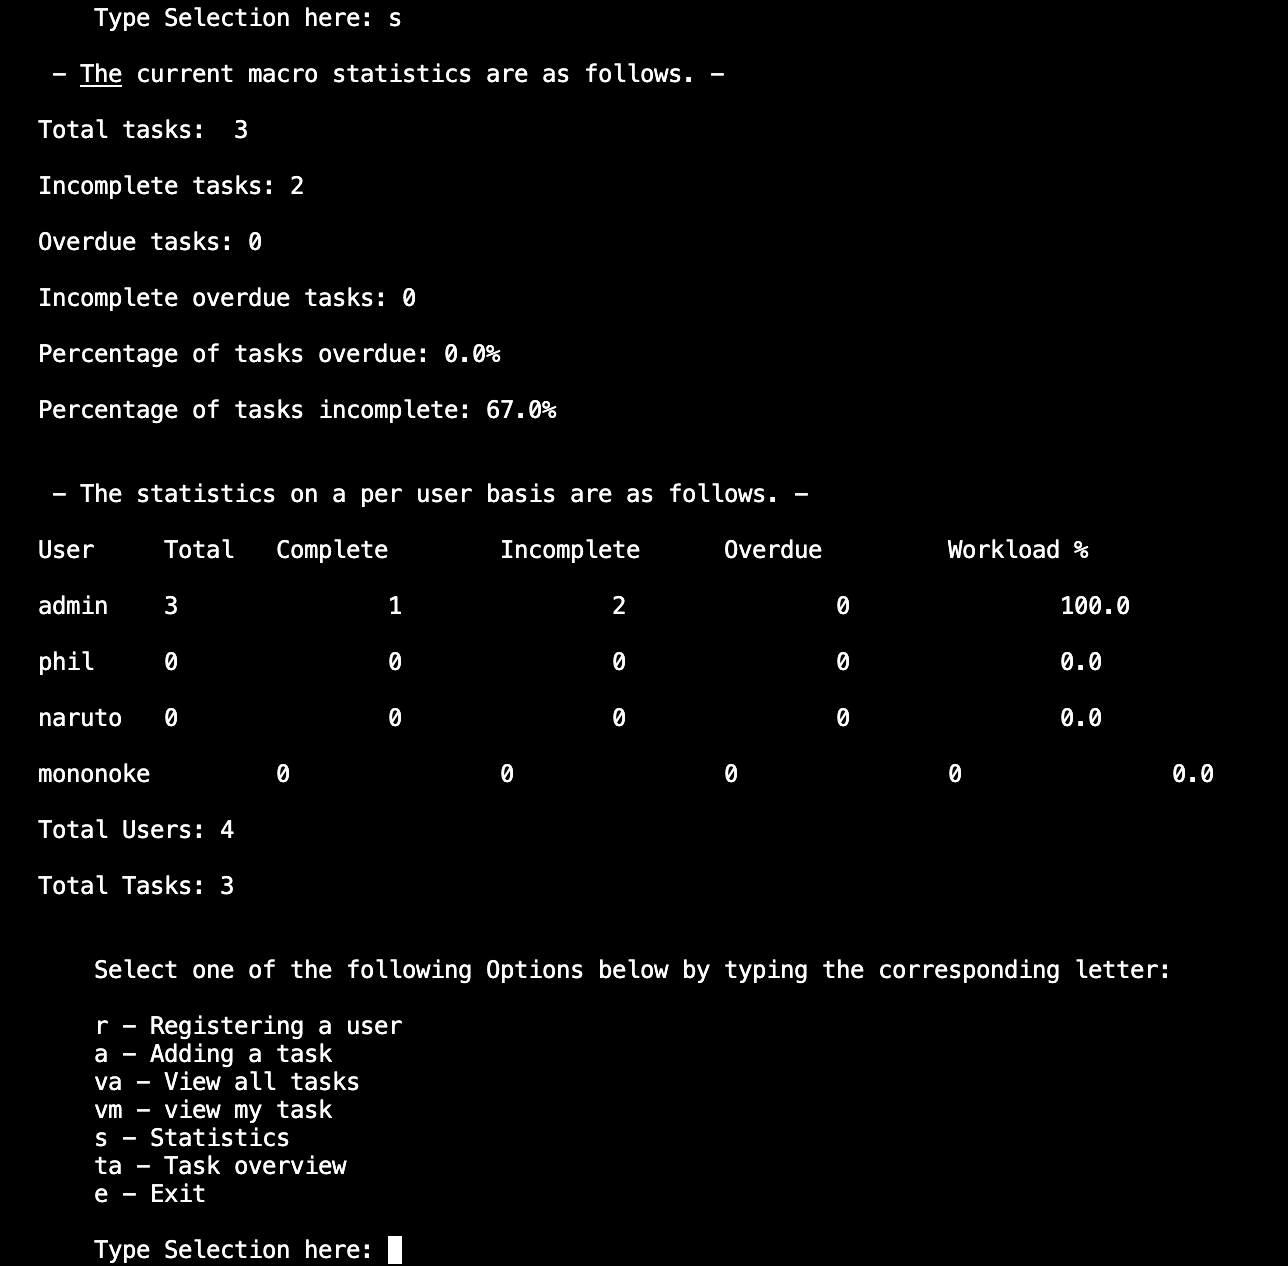 Type Selection here: s
– The current macro statistics are as follows. –
Total tasks:  3
Incomplete tasks: 2
Overdue tasks: 0
Incomplete overdue tasks: 0
Percentage of tasks overdue: 0.0%
Percentage of tasks incomplete: 67.0%
– The statistics on a per user basis are as follows. –
User     Total   Complete        Incomplete      Overdue         Workload %
admin    3               1               2               0               100.0
phil     0               0               0               0               0.0
naruto   0               0               0               0               0.0
mononoke         0               0               0               0               0.0
Total Users: 4
Total Tasks: 3
Select one of the following Options below by typing the corresponding letter:
r – Registering a user
a – Adding a task
va – View all tasks
vm – view my task
s – Statistics
ta – Task overview
e – Exit
Type Selection here: